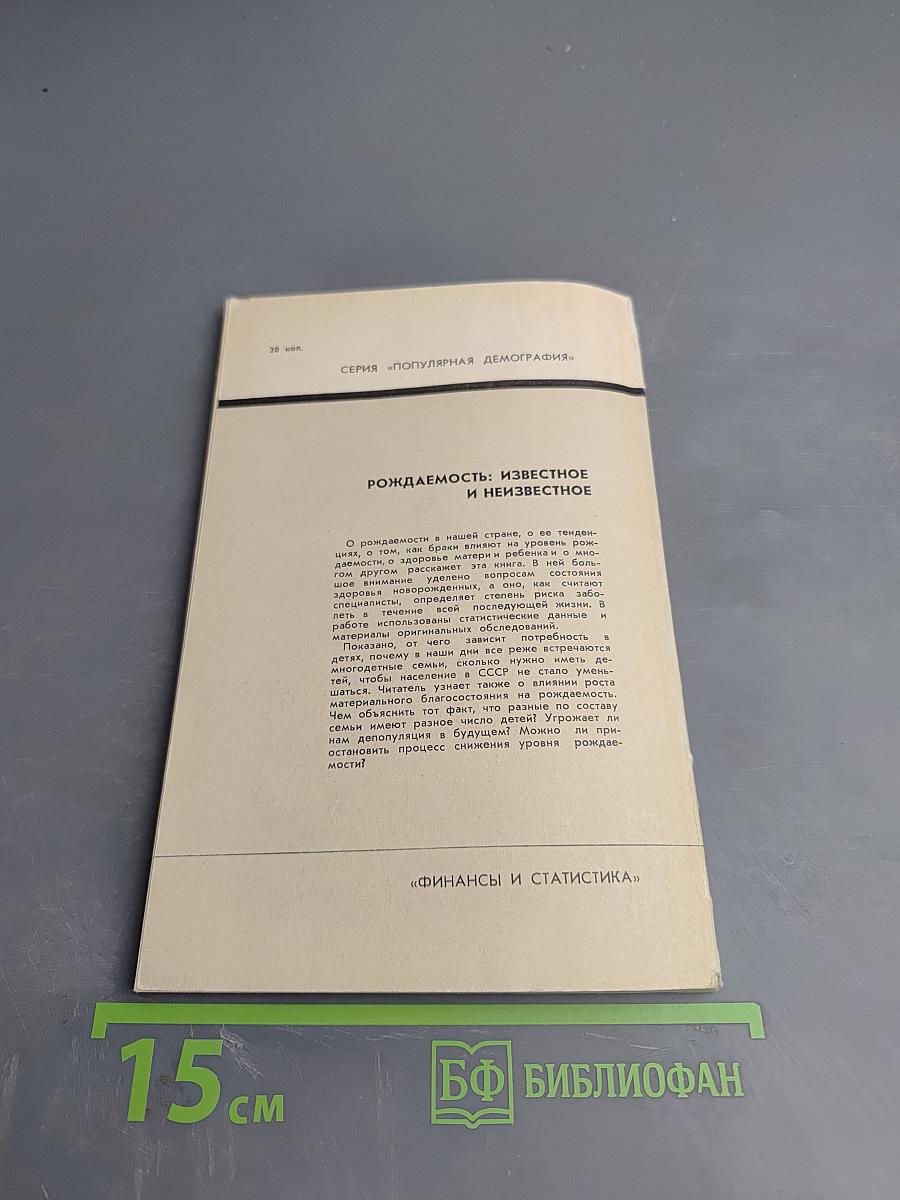 30 коп.
СЕРИЯ «ПОПУЛЯРНАЯ ДЕМОГРАФИЯ»
РОЖДАЕМОСТЬ: ИЗВЕСТНОЕ
И НЕИЗВЕСТНОЕ
О рождаемости в нашей стране, о ее тенден-
циях, о том, как браки влияют на уровень рож-
даемости, о здоровье матери и ребенка и о мно-
гом другом расскажет эта книга. В ней боль-
шое внимание уделено вопросам состояния
здоровья новорожденных, а оно, как считают
специалисты, определяет степень риска забо-
леть в течение всей последующей жизни. В
работе использованы статистические данные и
материалы оригинальных обследований.
Показано, от чего зависит потребность в
детях, почему в наши дни все реже встречаются
многодетные семьи, сколько нужно иметь де-
тей, чтобы население в СССР не стало умень-
шаться. Читатель узнает также о влиянии роста
материального благосостояния на рождаемость.
Чем объяснить тот факт, что разные по составу
семьи имеют разное число детей? Угрожает ли
нам депопуляция в будущем? Можно ли при-
остановить процесс снижения уровня рождае-
мости?
«ФИНАНСЫ И СТАТИСТИКА»
15 см
БФ БИБЛИОФАН